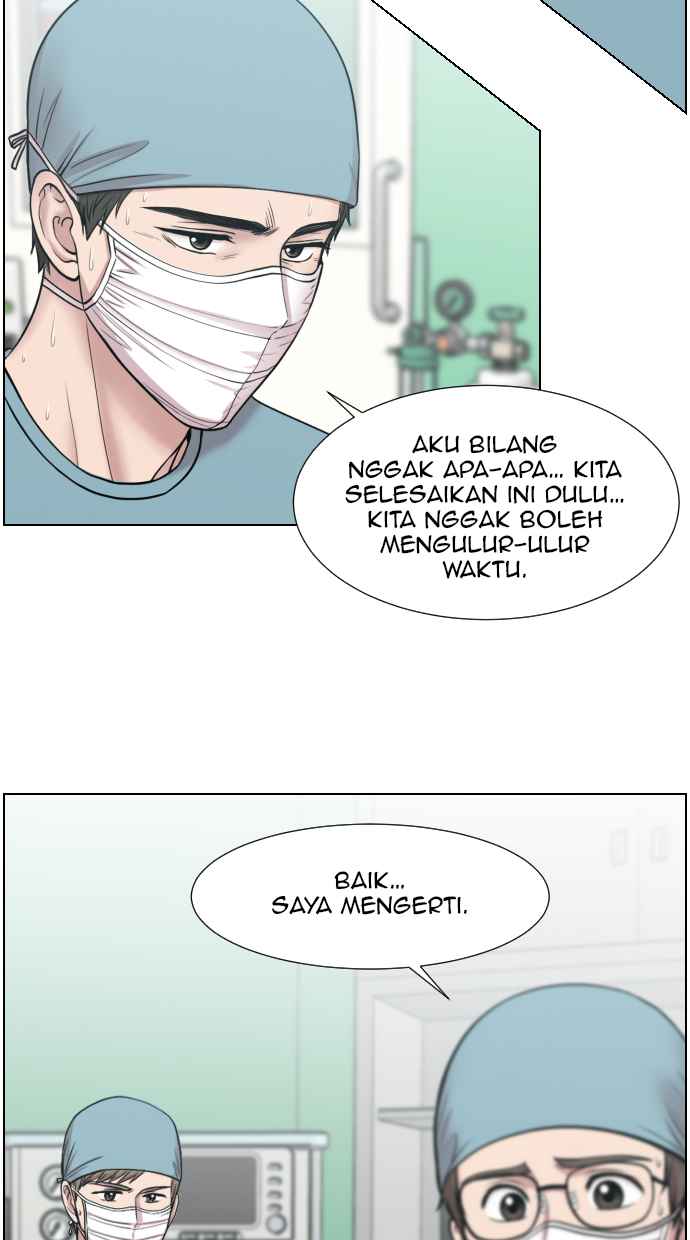 AKU BILANG
NGGAK APA-APA... KITA
SELESAIKAN INI DULU...
KITA NGGAK BOLEH
MENGULUR-ULUR
WAKTU.
BAIK...
SAYA MENGERTI.